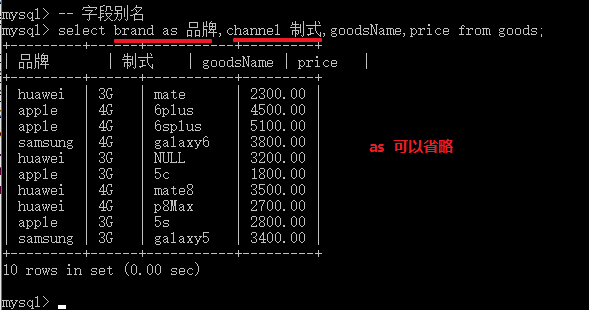 mysql> -- 字段别名
mysql> select brand as 品牌,channel 制式,goodsName,price from goods;
+---------+------+-----------+---------+
| 品牌 | 制式 | goodsName | price |
+---------+------+-----------+---------+
| huawei | 3G | mate | 2300.00 |
| apple | 4G | 6plus | 4500.00 |
| apple | 4G | 6splus | 5100.00 |
| samsung | 4G | galaxy6 | 3800.00 |
| huawei | 3G | NULL | 3200.00 |
| apple | 3G | 5c | 1800.00 |
| huawei | 4G | mate8 | 3500.00 |
| huawei | 4G | p8Max | 2700.00 |
| apple | 3G | 5s | 2800.00 |
| samsung | 3G | galaxy5 | 3400.00 |
+---------+------+-----------+---------+
10 rows in set (0.00 sec)
mysql>
as 可以省略